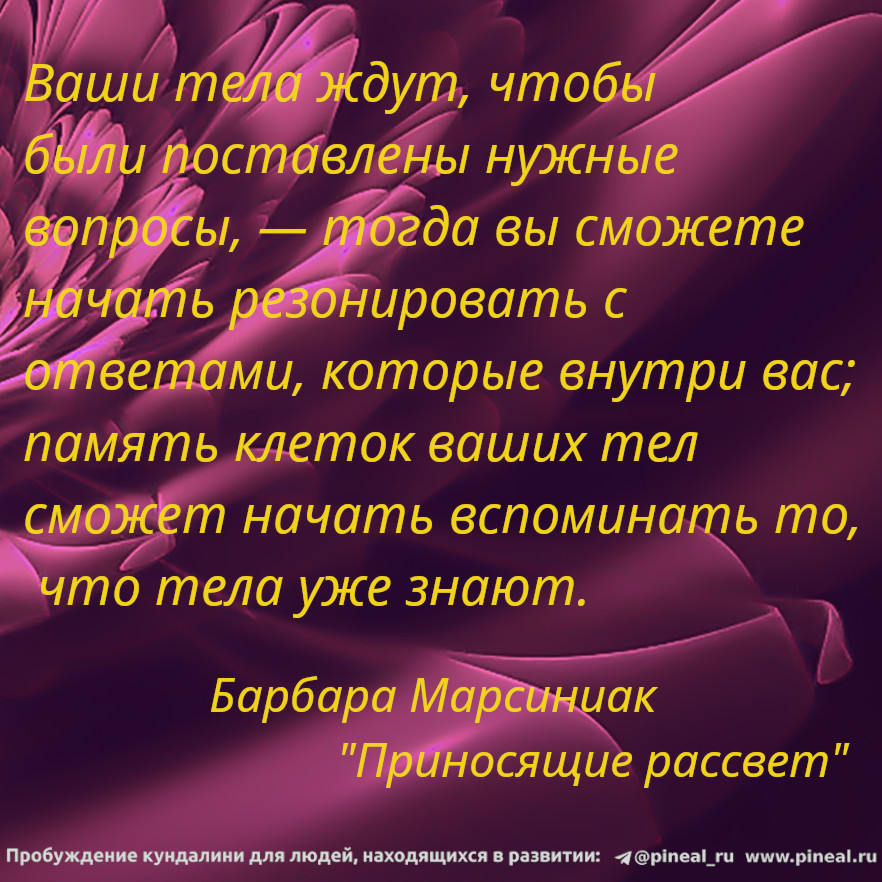 Ваши тела ждут, чтобы
были поставлены нужные
вопросы, — тогда вы сможете
начать резонировать с
ответами, которые внутри вас;
память клеток ваших тел
сможет начать вспоминать то,
что тела уже знают.
Барбара Марсиниак
"Приносящие рассвет"
Пробуждение кундалини для людей, находящихся в развитии: @pineal_ru www.pineal.ru